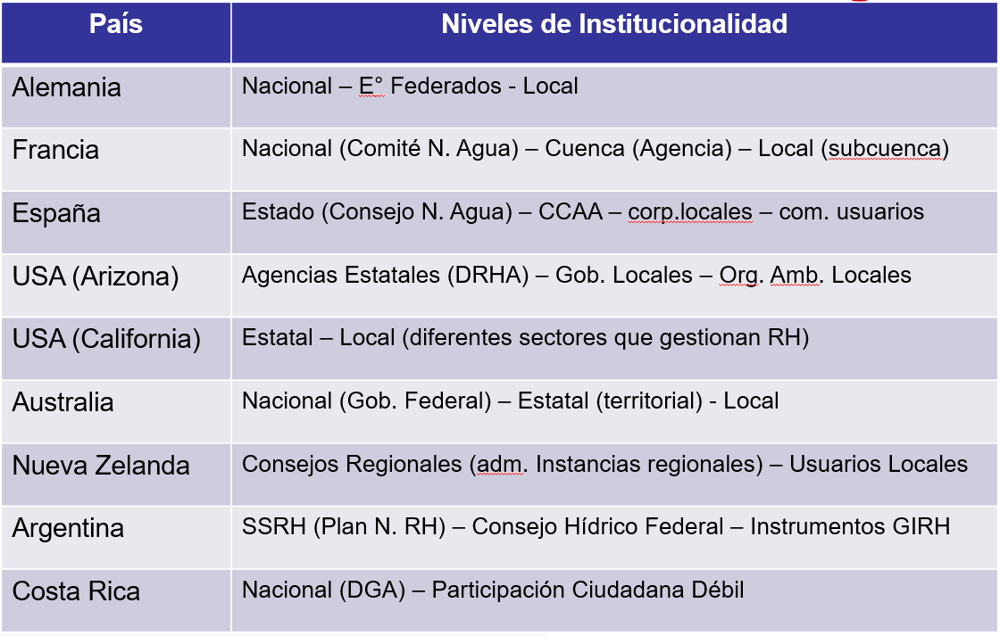 País Niveles de Institucionalidad
Alemania Nacional – E° Federados - Local
Francia Nacional (Comité N. Agua) – Cuenca (Agencia) – Local (subcuenca)
España Estado (Consejo N. Agua) – CCAA – corp.locales – com. usuarios
USA (Arizona) Agencias Estatales (DRHA) – Gob. Locales – Org. Amb. Locales
USA (California) Estatal – Local (diferentes sectores que gestionan RH)
Australia Nacional (Gob. Federal) – Estatal (territorial) - Local
Nueva Zelanda Consejos Regionales (adm. Instancias regionales) – Usuarios Locales
Argentina SSRH (Plan N. RH) – Consejo Hídrico Federal – Instrumentos GIRH
Costa Rica Nacional (DGA) – Participación Ciudadana Débil